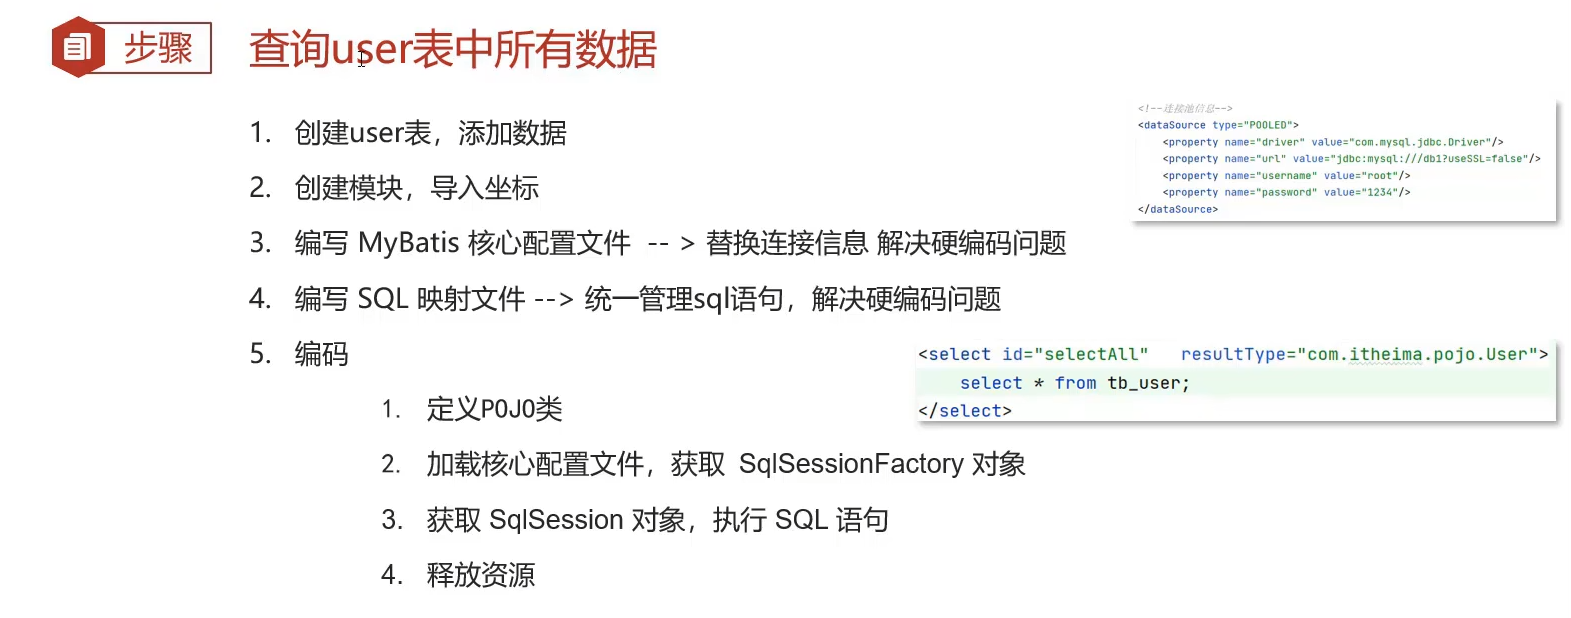 步骤
查询user表中所有数据
1. 创建user表，添加数据
2. 创建模块，导入坐标
3. 编写 MyBatis 核心配置文件 -- > 替换连接信息 解决硬编码问题
4. 编写 SQL 映射文件 --> 统一管理sql语句，解决硬编码问题
5. 编码
1. 定义POJO类
2. 加载核心配置文件，获取 SqlSessionFactory 对象
3. 获取 SqlSession 对象，执行 SQL 语句
4. 释放资源
<!--连接池信息-->
<dataSource type="POOLED">
<property name="driver" value="com.mysql.jdbc.Driver"/>
<property name="url" value="jdbc:mysql:///db1?useSSL=false"/>
<property name="username" value="root"/>
<property name="password" value="1234"/>
</dataSource>
<select id="selectAll" resultType="com.itheima.pojo.User">
select * from tb_user;
</select>